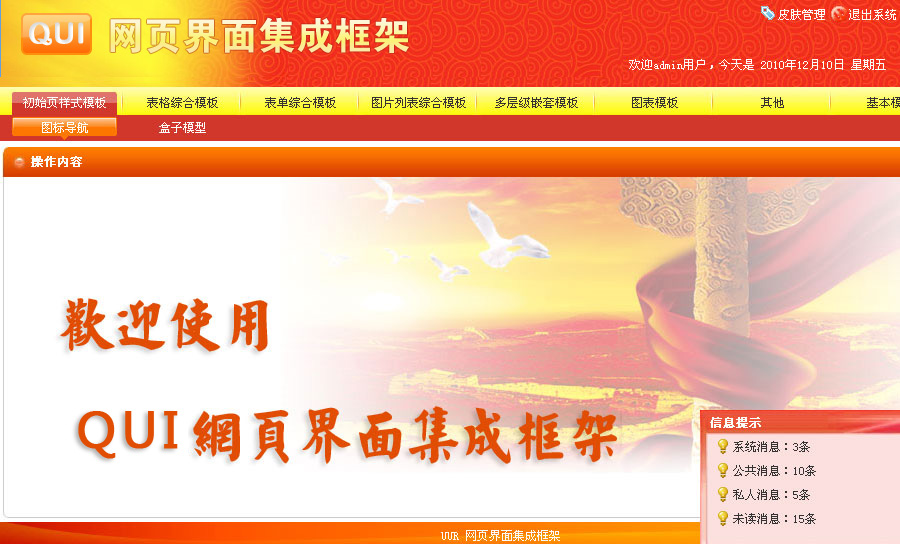 皮肤管理 退出系统
QUI 网页界面集成框架
欢迎admin用户，今天是 2010年12月10日 星期五
初始页样式模板 表格综合模板 表单综合模板 图片列表综合模板 多层级嵌套模板 图表模板 其他 基本模
图标导航 盒子模型
操作内容
歡迎使用
QUI 網頁界面集成框架
信息提示
系统消息：3条
公共消息：10条
私人消息：5条
未读消息：15条
UUR 网页界面集成框架